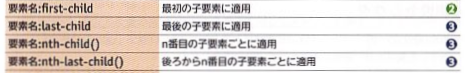 要素名:first-child 最初の子要素に適用 2
要素名:last-child 最後の子要素に適用 3
要素名:nth-child() n番目の子要素ごとに適用 3
要素名:nth-last-child() 後ろからn番目の子要素ごとに適用 3